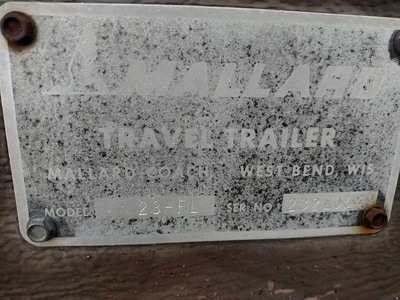 MALLARD
TRAVEL TRAILER
MALLARD COACH WEST BEND, WIS.
MODEL 23-FL SER. NO.